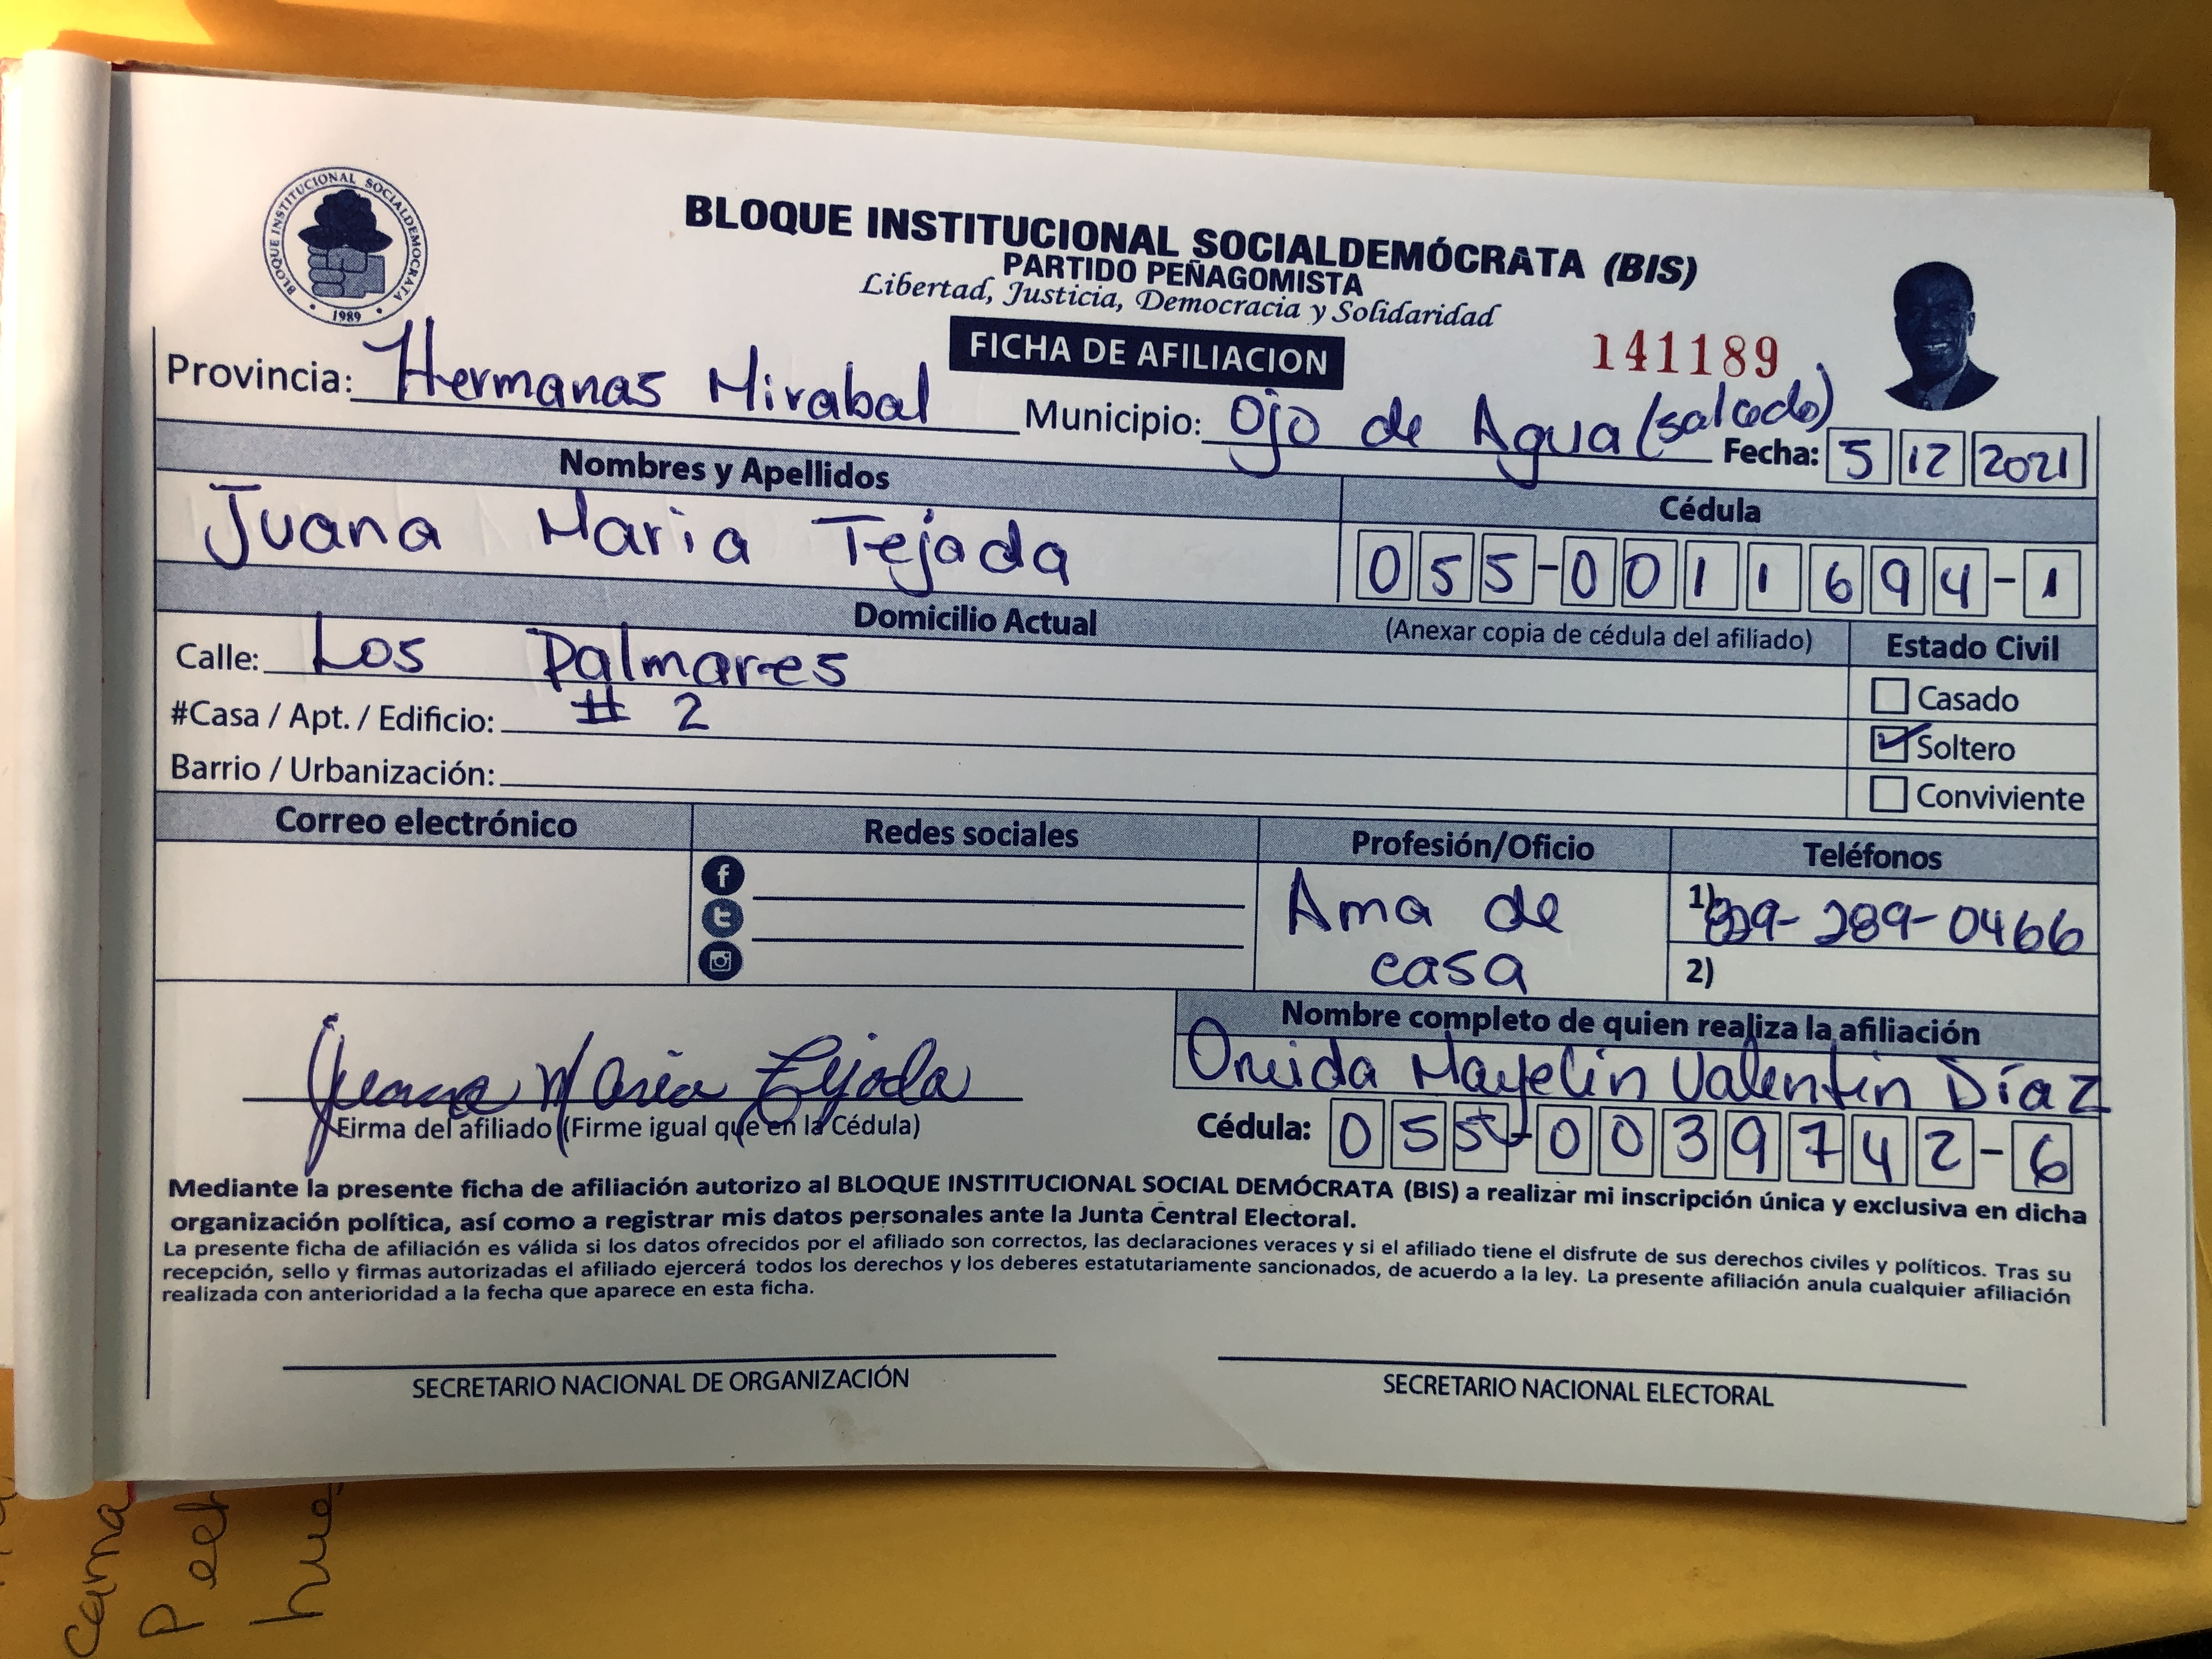 BLOQUE INSTITUCIONAL SOCIALDEMOCRATA
1989
BLOQUE INSTITUCIONAL SOCIALDEMÓCRATA (BIS)
PARTIDO PEÑAGOMISTA
Libertad, Justicia, Democracia y Solidaridad
FICHA DE AFILIACION
141189
Provincia: Hermanas Mirabal Municipio: Ojo de Agua (salcedo) Fecha: 5 12 2021
Nombres y Apellidos Cédula
Juana Maria Tejada 055-0011694-1
Domicilio Actual (Anexar copia de cédula del afiliado) Estado Civil
Calle: Los Palmares Casado
#Casa / Apt. / Edificio: # 2 Soltero
Barrio / Urbanización: Conviviente
Correo electrónico Redes sociales Profesión/Oficio Teléfonos
Ama de casa
1) 829-289-0466
2)
Nombre completo de quien realiza la afiliación
Juana Maria Tejada Oneida Mayelin Valentin Díaz
Firma del afiliado (Firme igual que en la Cédula) Cédula: 055-0039742-6
Mediante la presente ficha de afiliación autorizo al BLOQUE INSTITUCIONAL SOCIAL DEMÓCRATA (BIS) a realizar mi inscripción única y exclusiva en dicha
organización política, así como a registrar mis datos personales ante la Junta Central Electoral.
La presente ficha de afiliación es válida si los datos ofrecidos por el afiliado son correctos, las declaraciones veraces y si el afiliado tiene el disfrute de sus derechos civiles y políticos. Tras su
recepción, sello y firmas autorizadas el afiliado ejercerá todos los derechos y los deberes estatutariamente sancionados, de acuerdo a la ley. La presente afiliación anula cualquier afiliación
realizada con anterioridad a la fecha que aparece en esta ficha.
SECRETARIO NACIONAL DE ORGANIZACIÓN SECRETARIO NACIONAL ELECTORAL